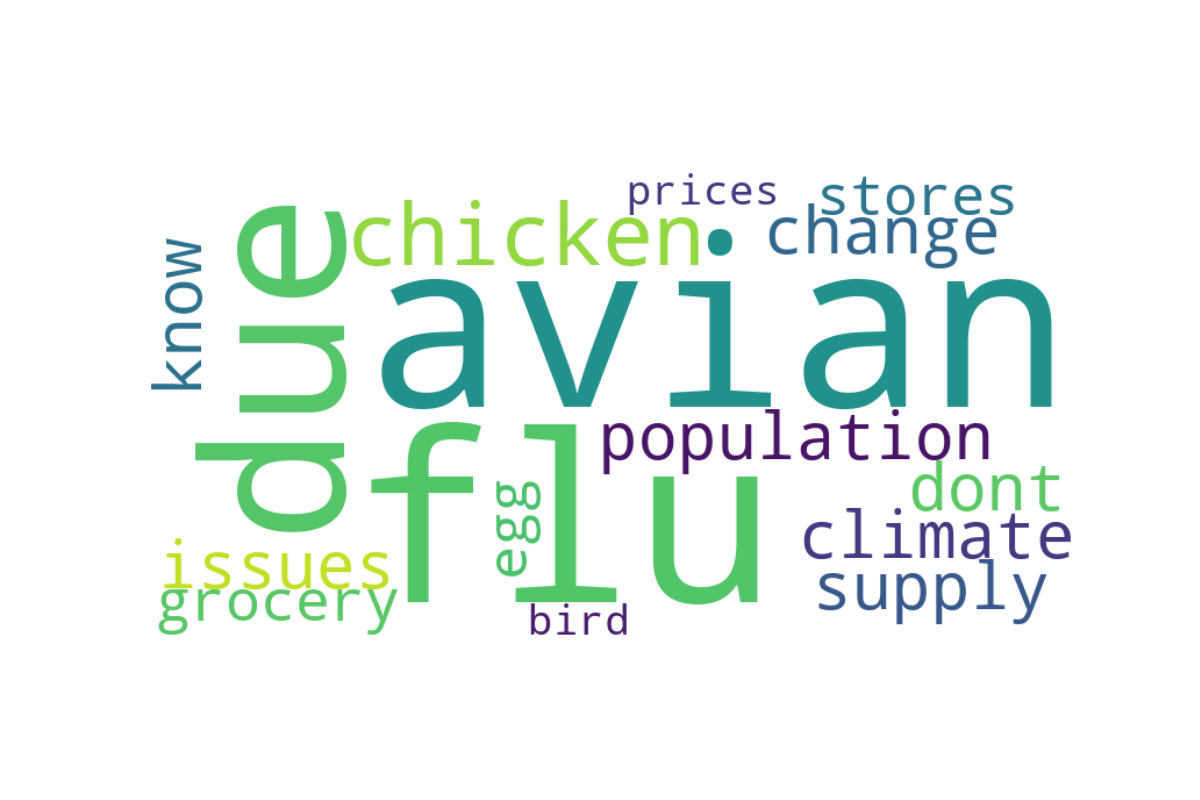 prices
stores
chicken
change
know
due
avian
population
flu
egg
dont
climate
issues
supply
grocery
bird